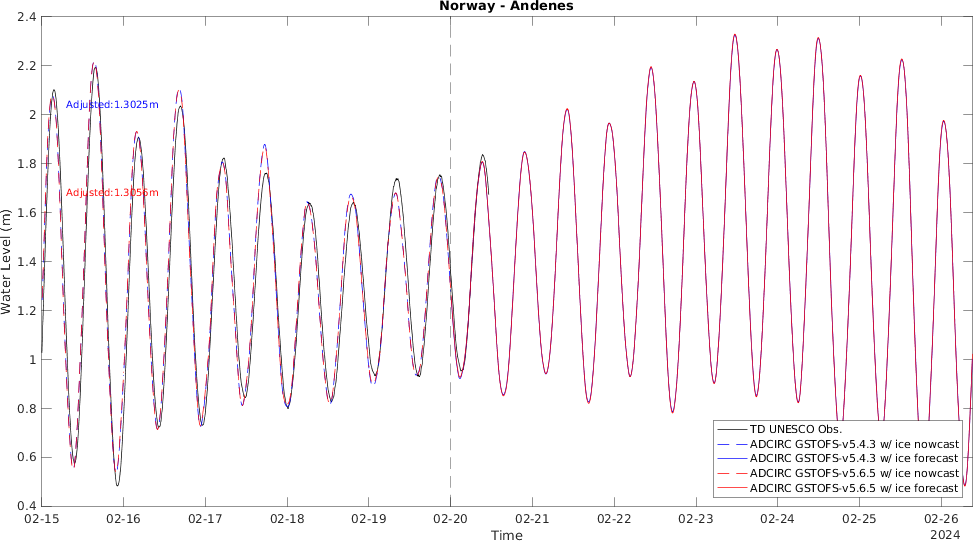 Norway - Andenes
2.4
2.2
2
1.8
1.6
1.4
1.2
1
0.8
0.6
0.4
Water Level (m)
Adjusted:1.3025m
Adjusted:1.3056m
TD UNESCO Obs.
ADCIRC GSTOFS-v5.4.3 w/ ice nowcast
ADCIRC GSTOFS-v5.4.3 w/ ice forecast
ADCIRC GSTOFS-v5.6.5 w/ ice nowcast
ADCIRC GSTOFS-v5.6.5 w/ ice forecast
02-15 02-16 02-17 02-18 02-19 02-20 02-21 02-22 02-23 02-24 02-25 02-26
Time
2024